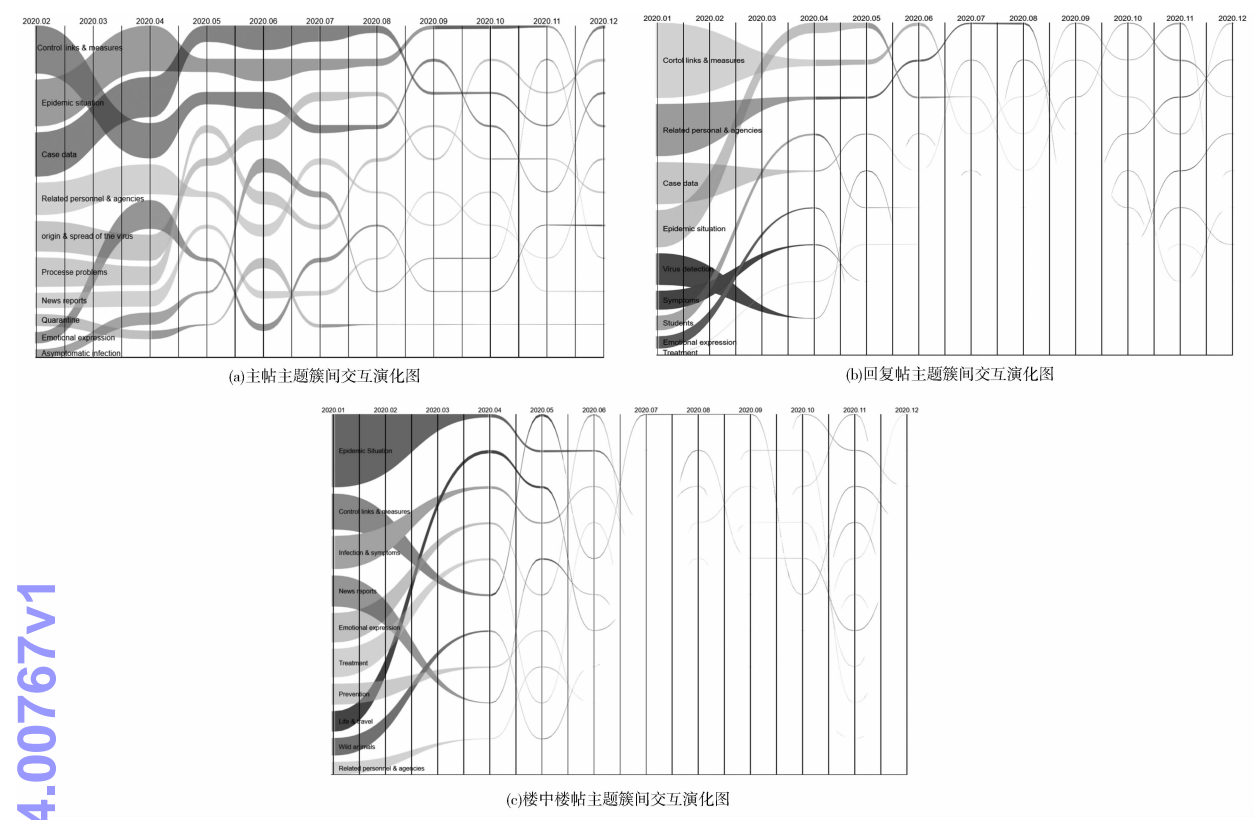 2020.02 2020.03 2020.04 2020.05 2020.06 2020.07 2020.08 2020.09 2020.10 2020.11 2020.12
Control links & measures
Epidemic situation
Case data
Related personnel & agencies
origin & spread of the virus
Processe problems
News reports
Quarantine
Emotional expression
Asymptomatic infection
(a)主帖主题簇间交互演化图
2020.01 2020.02 2020.03 2020.04 2020.05 2020.06 2020.07 2020.08 2020.09 2020.10 2020.11 2020.12
Cortol links & measures
Related personal & agencies
Case data
Epidemic situation
Virus detection
Symptoms
Students
Emotional expression
Treatment
(b)回复帖主题簇间交互演化图
2020.01 2020.02 2020.03 2020.04 2020.05 2020.06 2020.07 2020.08 2020.09 2020.10 2020.11 2020.12
Epidemic Situation
Control links & measures
Infection & symptoms
News reports
Emotional expression
Treatment
Prevention
Life & travel
Wild animals
Related personnel & agencies
(c)楼中楼帖主题簇间交互演化图
4.00767v1